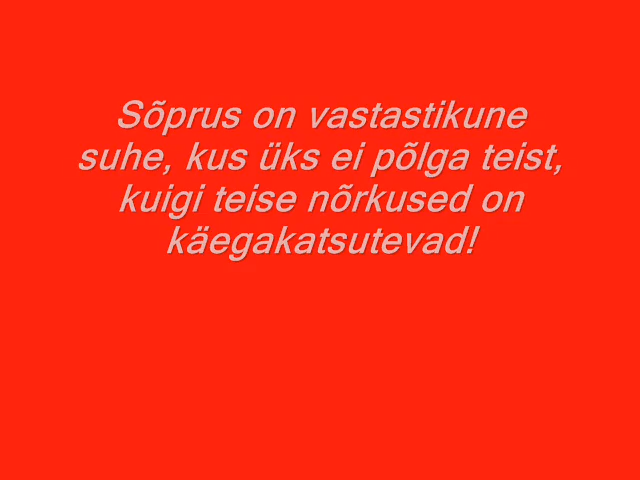 Sõprus on vastastikune
suhe, kus üks ei põlga teist,
kuigi teise nõrkused on
käegakatsutevad!